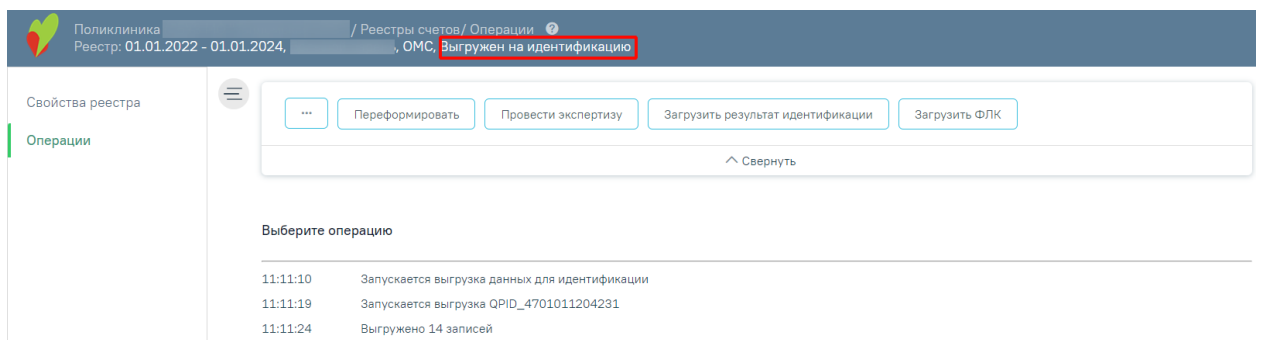 Поликлиника / Реестры счетов/ Операции ?
Реестр: 01.01.2022 - 01.01.2024, , ОМС, Выгружен на идентификацию
Свойства реестра
Операции
... Переформировать Провести экспертизу Загрузить результат идентификации Загрузить ФЛК
Свернуть
Выберите операцию
11:11:10 Запускается выгрузка данных для идентификации
11:11:19 Запускается выгрузка QPID_4701011204231
11:11:24 Выгружено 14 записей